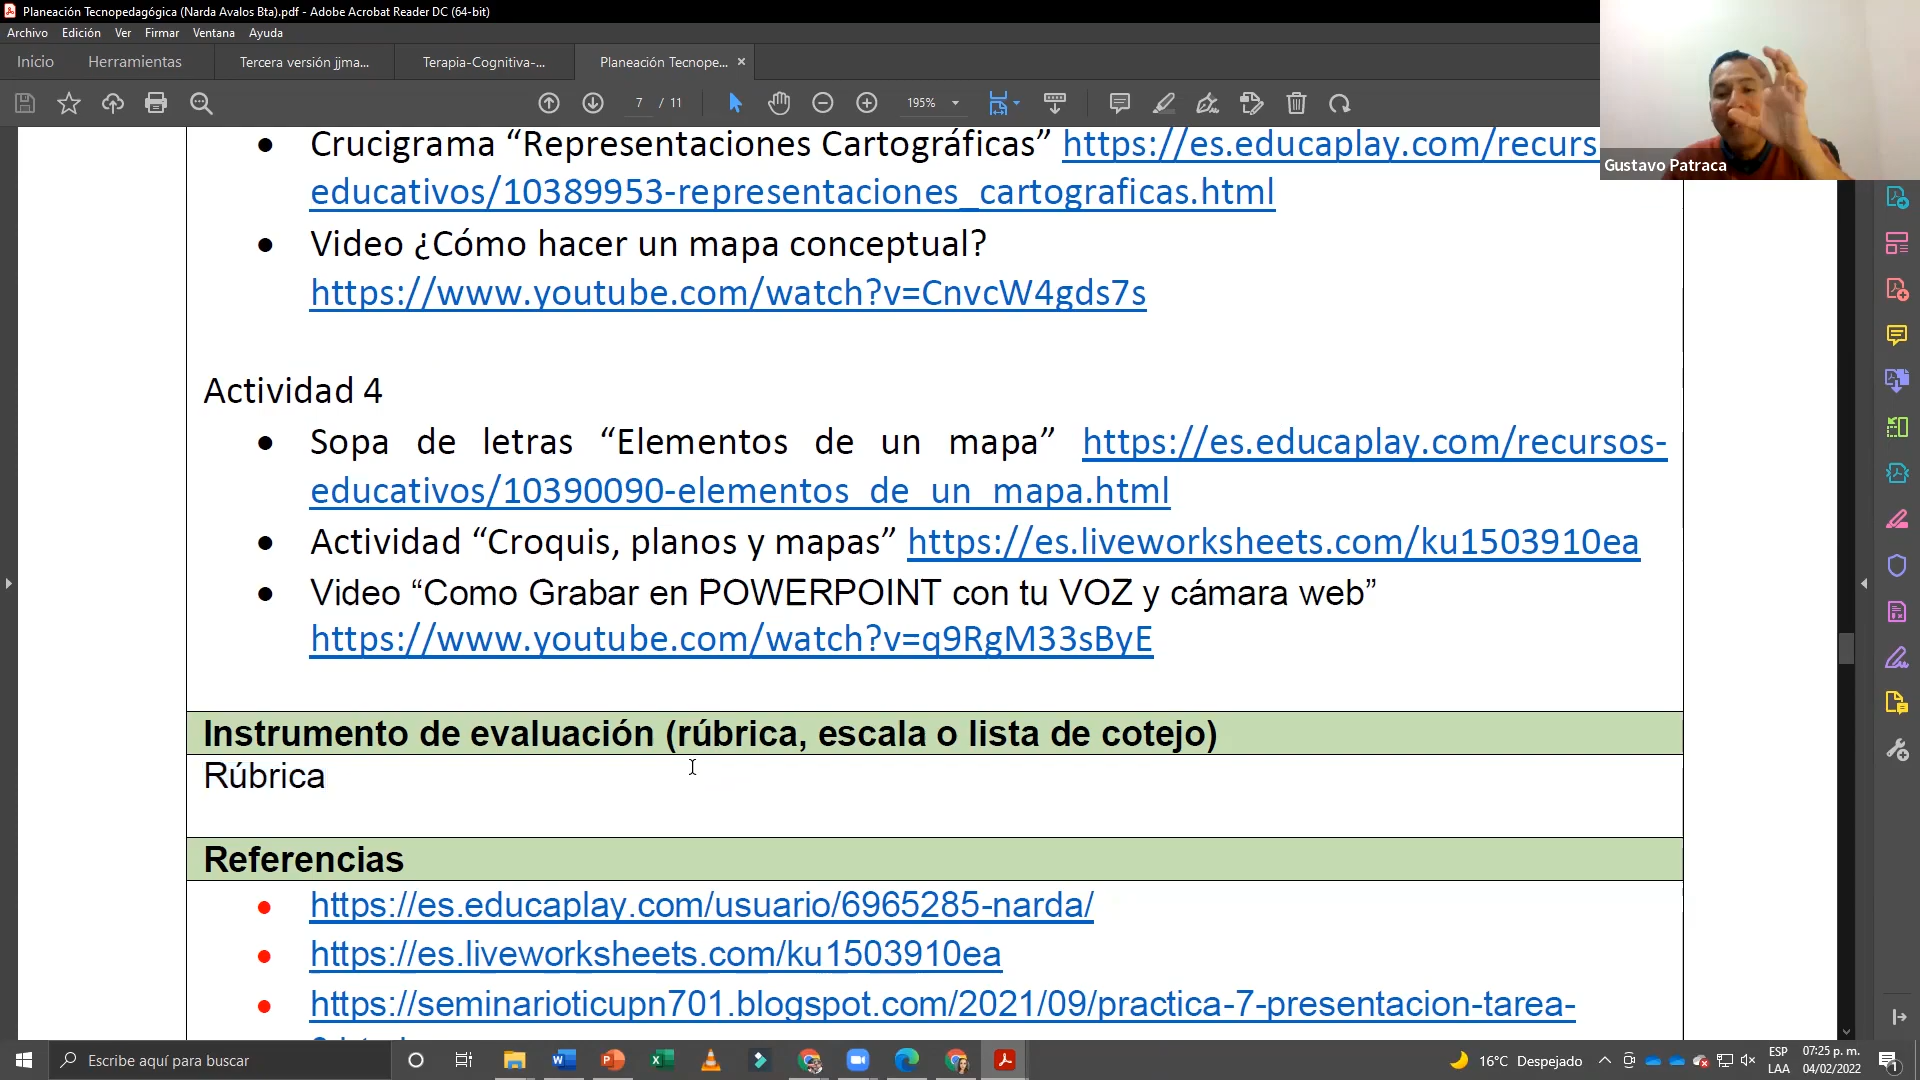 Planeación Tecnopedagógica (Narda Avalos Bta).pdf - Adobe Acrobat Reader DC (64-bit)
Archivo Edición Ver Firmar Ventana Ayuda
Inicio Herramientas Tercera versión jjma... Terapia-Cognitiva-... Planeación Tecnope... ×
7 / 11 195%
Gustavo Patraca
Crucigrama “Representaciones Cartográficas” https://es.educaplay.com/recurs
educativos/10389953-representaciones_cartograficas.html
Video ¿Cómo hacer un mapa conceptual?
https://www.youtube.com/watch?v=CnvcW4gds7s
Actividad 4
Sopa de letras “Elementos de un mapa” https://es.educaplay.com/recursos-
educativos/10390090-elementos_de_un_mapa.html
Actividad “Croquis, planos y mapas” https://es.liveworksheets.com/ku1503910ea
Video “Como Grabar en POWERPOINT con tu VOZ y cámara web”
https://www.youtube.com/watch?v=q9RgM33sByE
Instrumento de evaluación (rúbrica, escala o lista de cotejo)
Rúbrica
Referencias
https://es.educaplay.com/usuario/6965285-narda/
https://es.liveworksheets.com/ku1503910ea
https://seminarioticupn701.blogspot.com/2021/09/practica-7-presentacion-tarea-
Escribe aquí para buscar
16°C Despejado
ESP 07:25 p. m.
LAA 04/02/2022
1